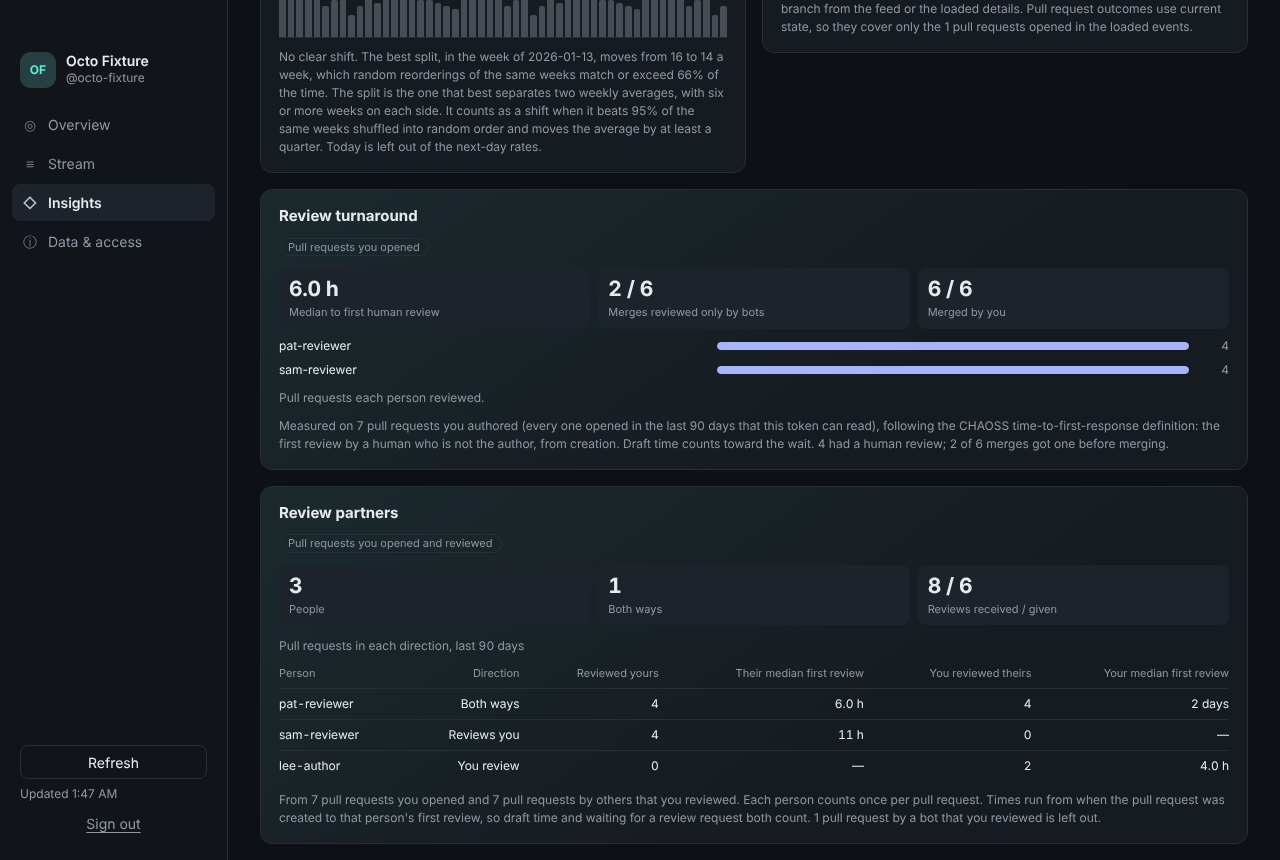 OF
Octo Fixture
@octo-fixture
Overview
Stream
Insights
Data & access
Refresh
Updated 1:47 AM
Sign out
No clear shift. The best split, in the week of 2026-01-13, moves from 16 to 14 a
week, which random reorderings of the same weeks match or exceed 66% of
the time. The split is the one that best separates two weekly averages, with six
or more weeks on each side. It counts as a shift when it beats 95% of the
same weeks shuffled into random order and moves the average by at least a
quarter. Today is left out of the next-day rates.
branch from the feed or the loaded details. Pull request outcomes use current
state, so they cover only the 1 pull requests opened in the loaded events.
Review turnaround
Pull requests you opened
6.0 h
Median to first human review
2 / 6
Merges reviewed only by bots
6 / 6
Merged by you
pat-reviewer 4
sam-reviewer 4
Pull requests each person reviewed.
Measured on 7 pull requests you authored (every one opened in the last 90 days that this token can read), following the CHAOSS time-to-first-response definition: the
first review by a human who is not the author, from creation. Draft time counts toward the wait. 4 had a human review; 2 of 6 merges got one before merging.
Review partners
Pull requests you opened and reviewed
3
People
1
Both ways
8 / 6
Reviews received / given
Pull requests in each direction, last 90 days
Person Direction Reviewed yours Their median first review You reviewed theirs Your median first review
pat-reviewer Both ways 4 6.0 h 4 2 days
sam-reviewer Reviews you 4 11 h 0 —
lee-author You review 0 — 2 4.0 h
From 7 pull requests you opened and 7 pull requests by others that you reviewed. Each person counts once per pull request. Times run from when the pull request was
created to that person's first review, so draft time and waiting for a review request both count. 1 pull request by a bot that you reviewed is left out.